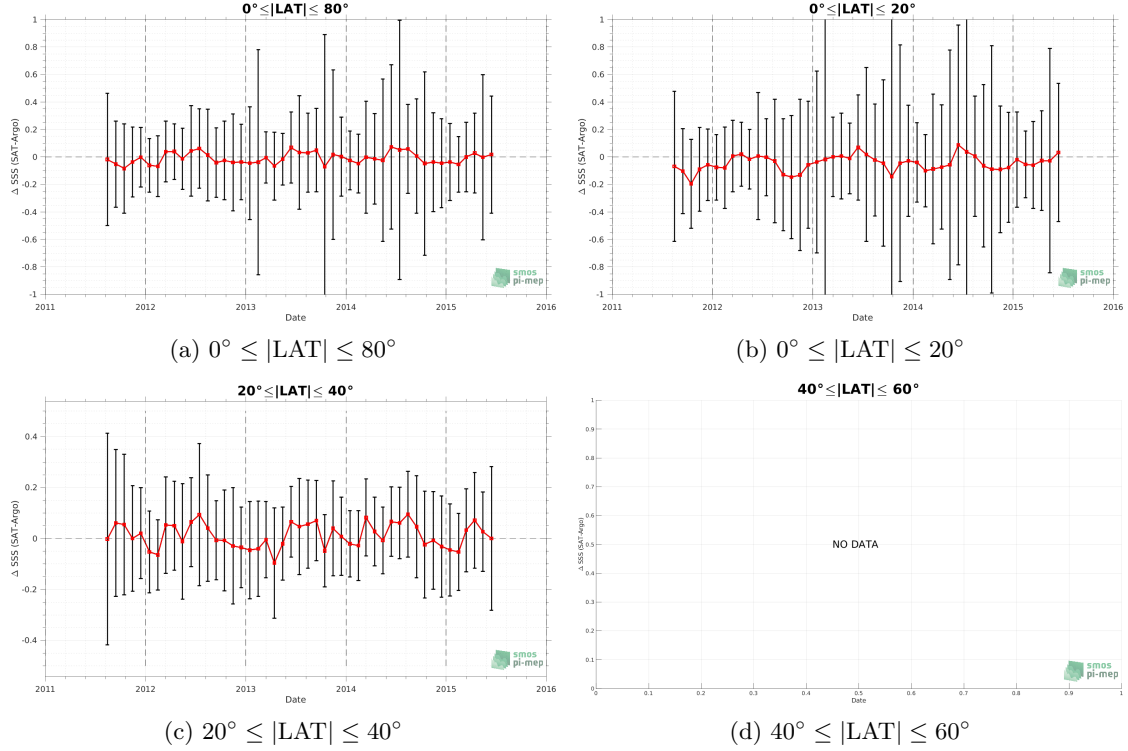 0°≤|LAT|≤ 80°
1
0.8
0.6
0.4
0.2
0
-0.2
-0.4
-0.6
-0.8
-1
Δ SSS (SAT-Argo)
2011 2012 2013 2014 2015 2016
Date
smos
pi-mep
(a) 0° ≤ |LAT| ≤ 80°
0°≤|LAT|≤ 20°
1
0.8
0.6
0.4
0.2
0
-0.2
-0.4
-0.6
-0.8
-1
Δ SSS (SAT-Argo)
2011 2012 2013 2014 2015 2016
Date
smos
pi-mep
(b) 0° ≤ |LAT| ≤ 20°
20°≤|LAT|≤ 40°
0.4
0.2
0
-0.2
-0.4
Δ SSS (SAT-Argo)
2011 2012 2013 2014 2015 2016
Date
smos
pi-mep
(c) 20° ≤ |LAT| ≤ 40°
40°≤|LAT|≤ 60°
1
0.9
0.8
0.7
0.6
0.5
0.4
0.3
0.2
0.1
0
Δ SSS (SAT-Argo)
NO DATA
0 0.1 0.2 0.3 0.4 0.5 0.6 0.7 0.8 0.9 1
Date
smos
pi-mep
(d) 40° ≤ |LAT| ≤ 60°